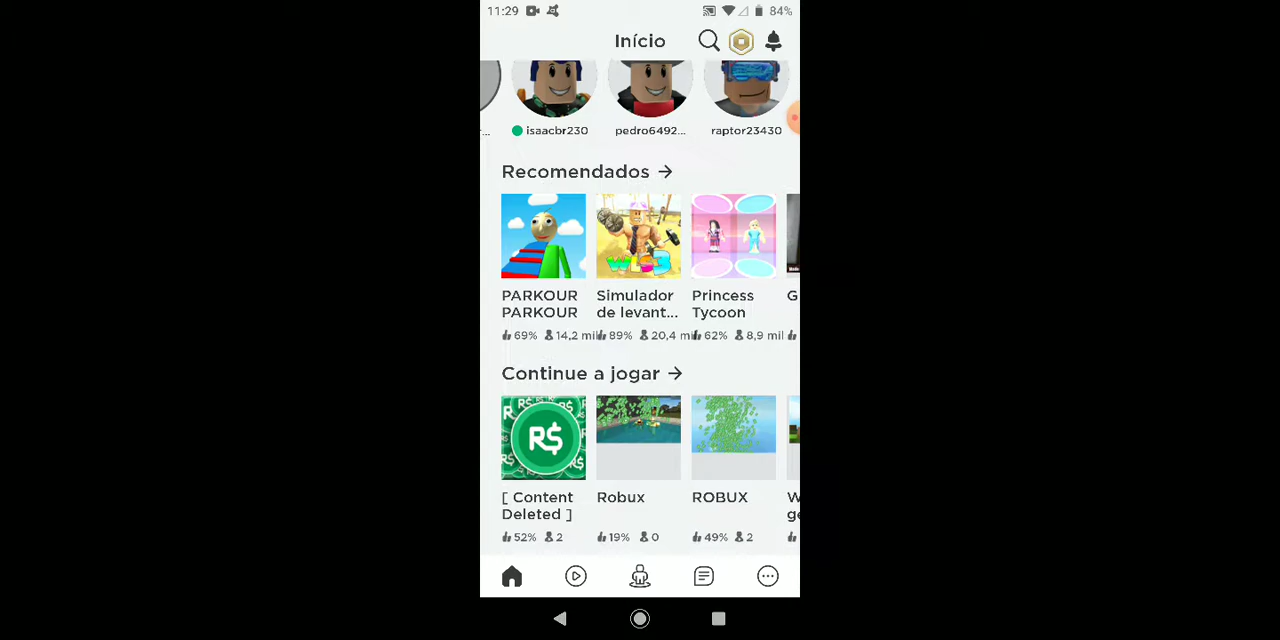 11:29 84%
Início
... isaacbr230 pedro6492... raptor23430
Recomendados →
PARKOUR PARKOUR
Simulador de levant...
Princess Tycoon
G
69% 14,2 mil 89% 20,4 mi 62% 8,9 mil
Continue a jogar →
R$
[ Content Deleted ]
Robux
ROBUX
W
ge
52% 2 19% 0 49% 2